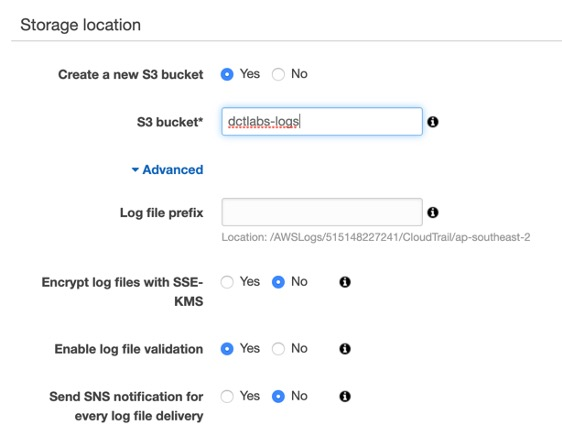 Storage location
Create a new S3 bucket Yes No
S3 bucket* dctlabs-logs
Advanced
Log file prefix
Location: /AWSLogs/515148227241/CloudTrail/ap-southeast-2
Encrypt log files with SSE-
KMS Yes No
Enable log file validation Yes No
Send SNS notification for
every log file delivery Yes No